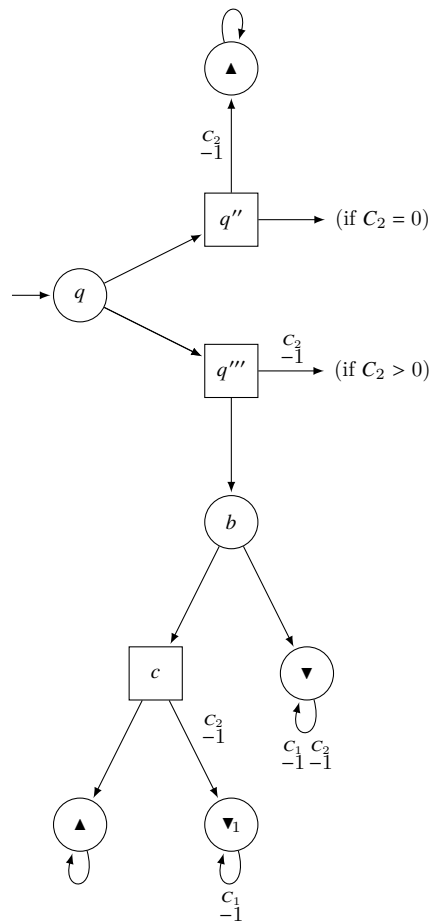 ▲
C₂
−1
q″ (if C₂ = 0)
q
C₂
−1
q‴ (if C₂ > 0)
b
c ▼
C₂
−1
C₁ C₂
−1 −1
▲ ▼₁
C₁
−1